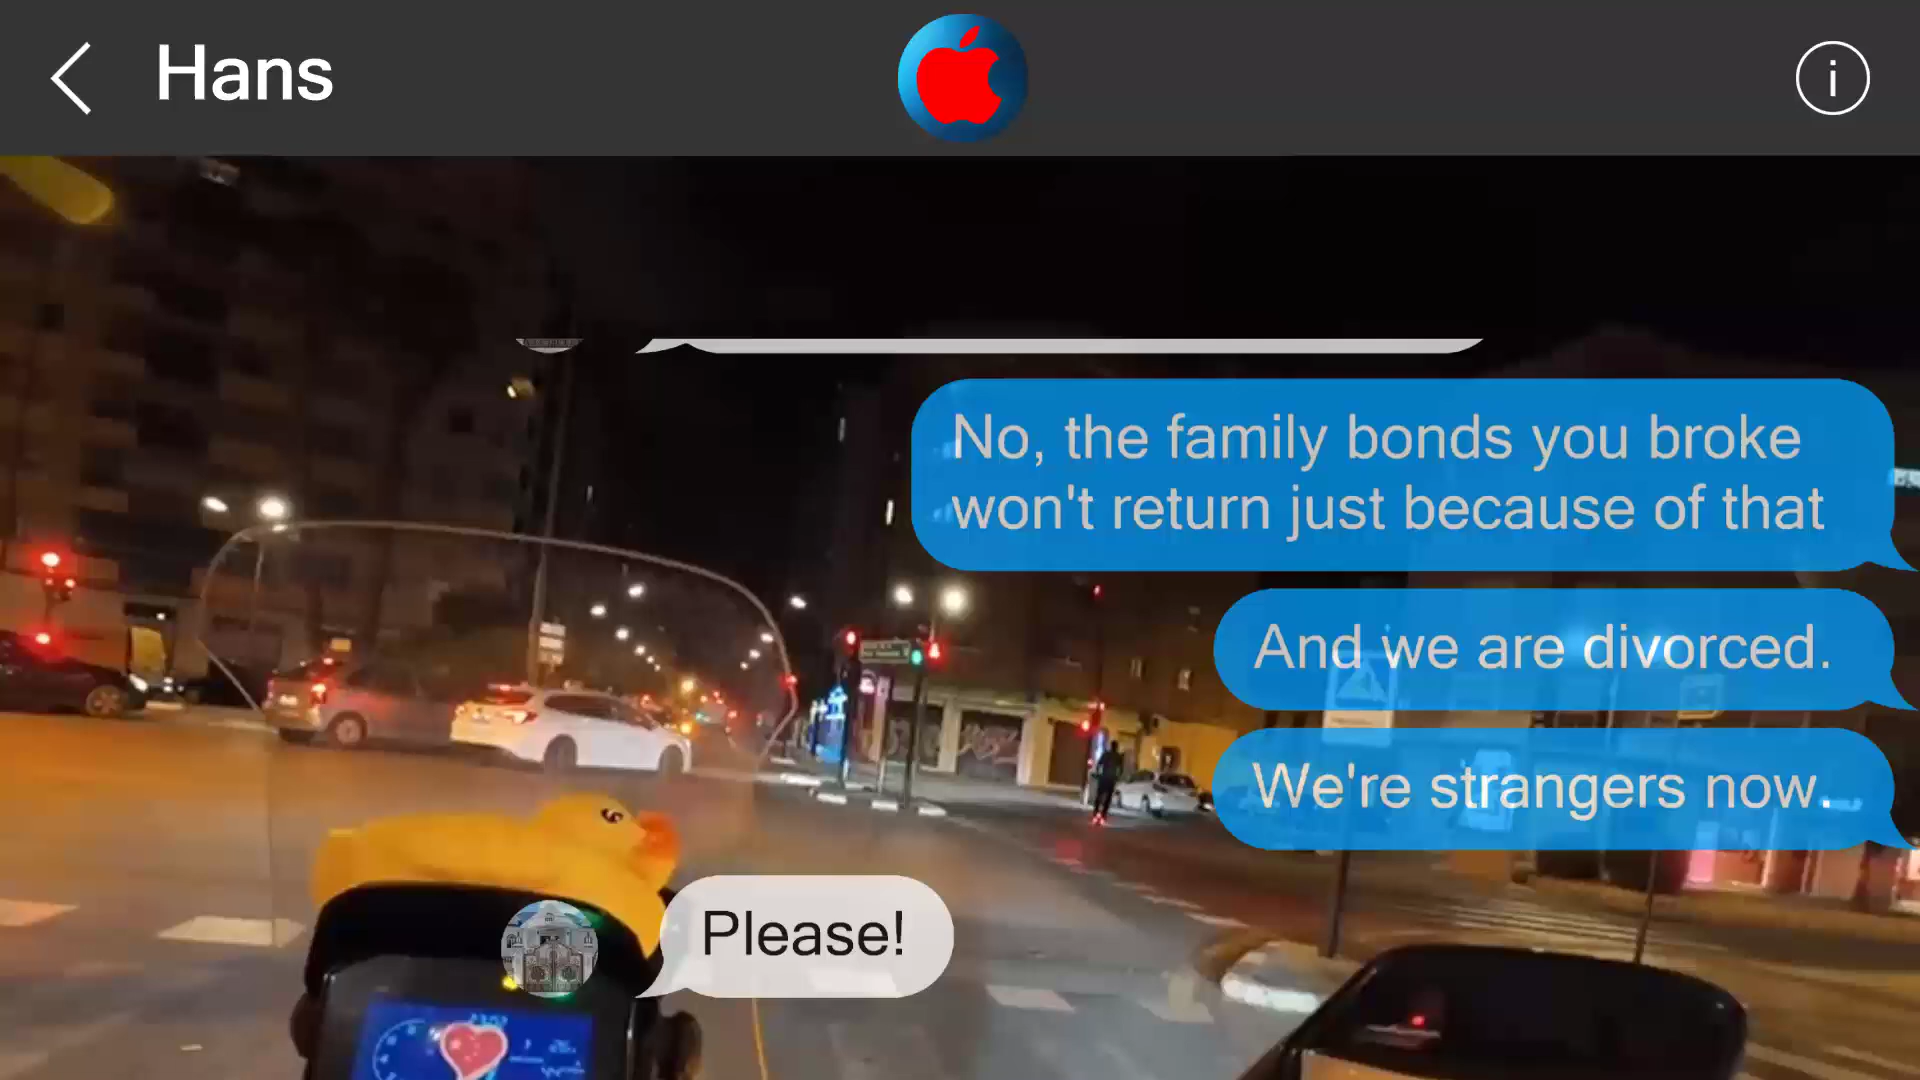 Hans
i
No, the family bonds you broke
won't return just because of that
And we are divorced.
We're strangers now.
Please!